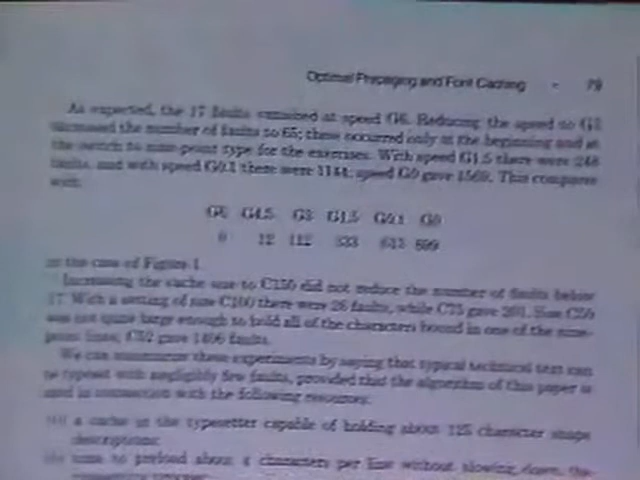 Optimal Prepaging and Font Caching · 79
As expected, the 17 faults remained at speed G6. Reducing the speed to G3
increased the number of faults to 65; these occurred only at the beginning and at
the switch to nine-point type for the exercises. With speed G1.5 there were 248
faults, and with speed G0.1 there were 1144; speed G0 gave 1569. This compares
with
G6 G4.5 G3 G1.5 G0.1 G0
0 12 112 333 643 699
in the case of Figure 1.
Increasing the cache size to C150 did not reduce the number of faults below
17. With a setting of size C100 there were 26 faults, while C75 gave 201. Size C50
was not quite large enough to hold all of the characters bound in one of the nine-
point lines; C52 gave 1406 faults.
We can summarize these experiments by saying that typical technical text can
be typeset with negligibly few faults, provided that the algorithm of this paper is
used in connection with the following resources:
a cache in the typesetter capable of holding about 125 character shape
descriptions;
time to preload about 4 characters per line without slowing down the